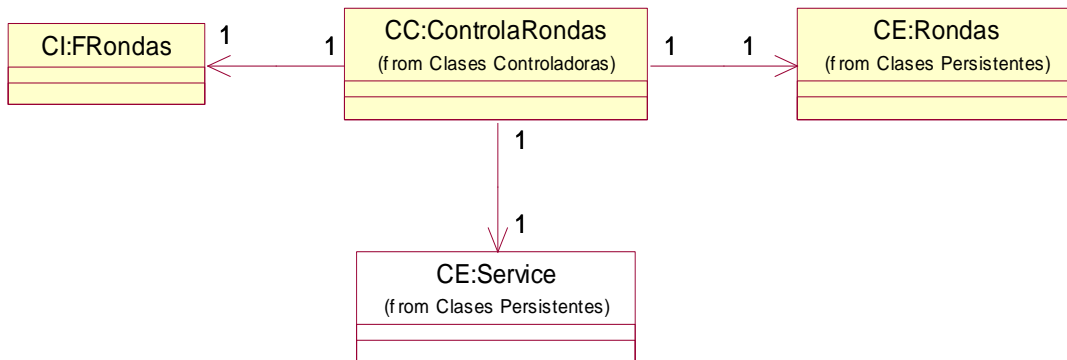 CI:FRondas
1
1
CC:ControlaRondas
(from Clases Controladoras)
1
1
CE:Rondas
(from Clases Persistentes)
1
1
CE:Service
(from Clases Persistentes)